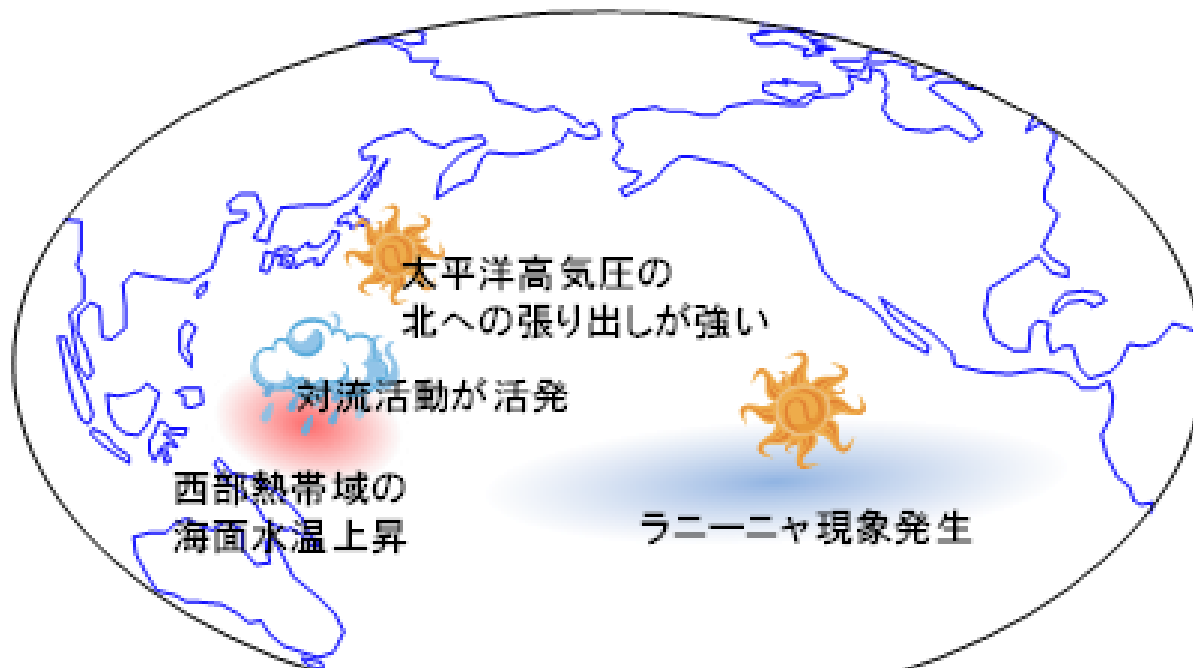 太平洋高気圧の
北への張り出しが強い
対流活動が活発
西部熱帯域の
海面水温上昇
ラニーニャ現象発生